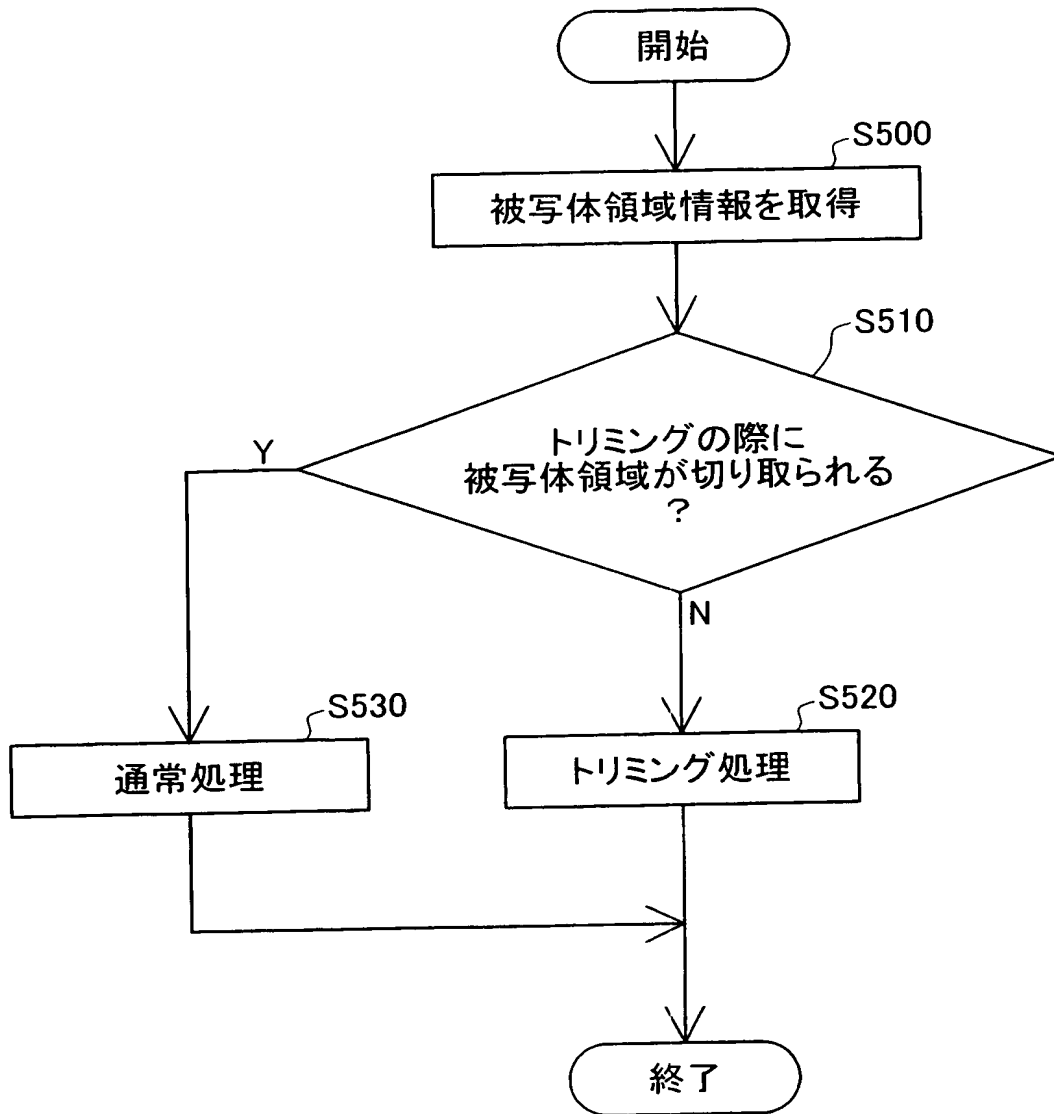 開始
S500
被写体領域情報を取得
S510
トリミングの際に
被写体領域が切り取られる
?
Y
N
S530
通常処理
S520
トリミング処理
終了